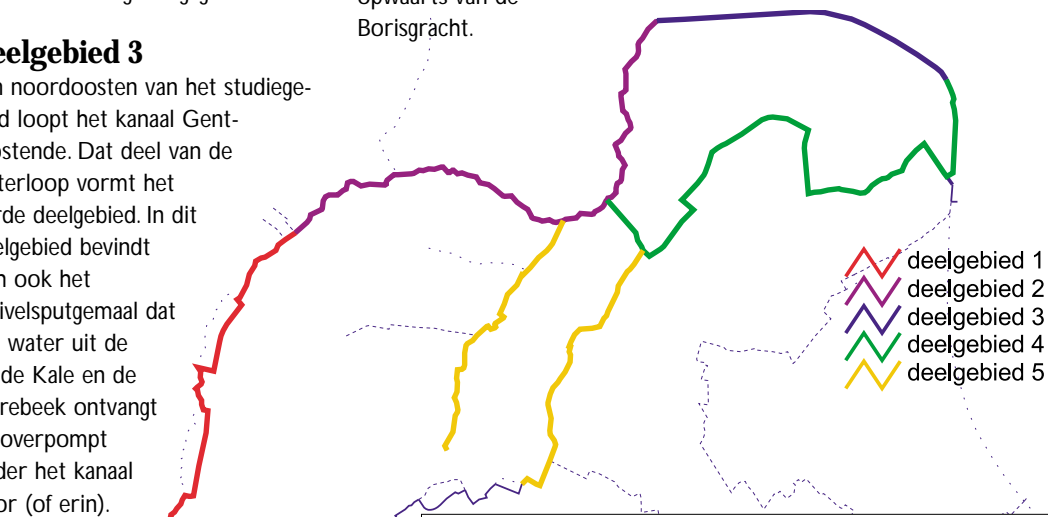 opwaarts van de
Borisgracht.
eelgebied 3
n noordoosten van het studiege-
d loopt het kanaal Gent-
ostende. Dat deel van de
terloop vormt het
rde deelgebied. In dit
elgebied bevindt
n ook het
ivelsputgemaal dat
water uit de
de Kale en de
rebeek ontvangt
overpompt
der het kanaal
or (of erin).
deelgebied 1
deelgebied 2
deelgebied 3
deelgebied 4
deelgebied 5